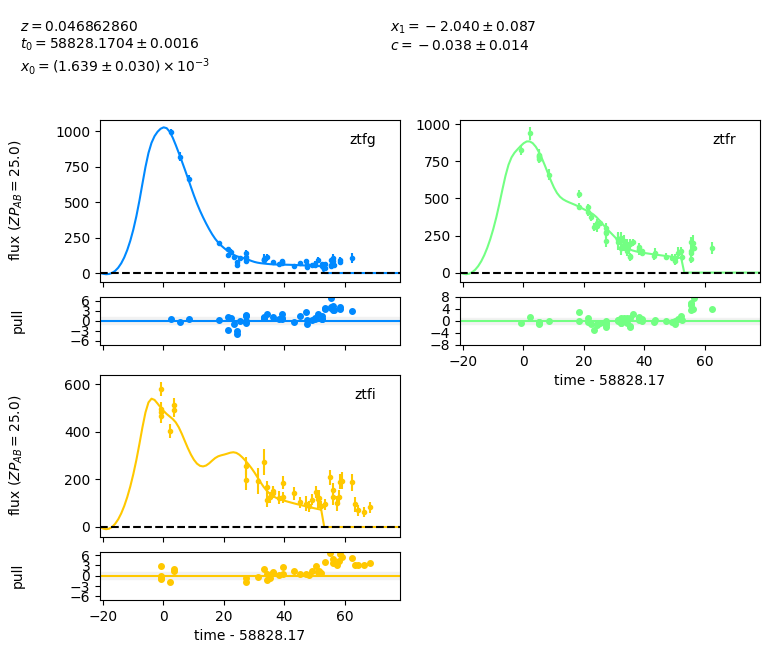 z = 0.046862860
t₀ = 58828.1704 ± 0.0016
x₀ = (1.639 ± 0.030) × 10⁻³
x₁ = −2.040 ± 0.087
c = −0.038 ± 0.014
flux (ZP_AB = 25.0)
1000
750
500
250
0
ztfg
pull
6
3
0
−3
−6
1000
750
500
250
0
ztfr
8
4
0
−4
−8
−20 0 20 40 60
time - 58828.17
flux (ZP_AB = 25.0)
600
400
200
0
ztfi
pull
6
3
0
−3
−6
−20 0 20 40 60
time - 58828.17